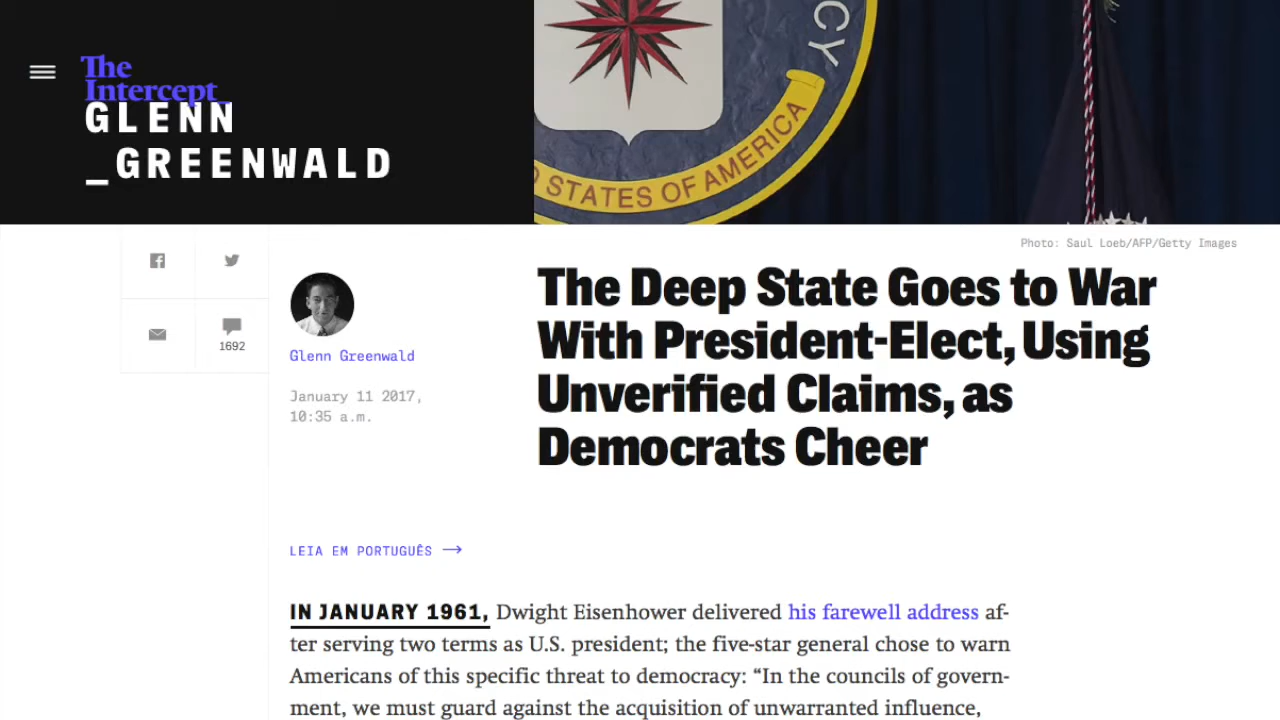 The
Intercept_
GLENN
_GREENWALD
CY
STATES OF AMERICA
Photo: Saul Loeb/AFP/Getty Images
1692
Glenn Greenwald
January 11 2017,
10:35 a.m.
The Deep State Goes to War
With President-Elect, Using
Unverified Claims, as
Democrats Cheer
LEIA EM PORTUGUÊS →
IN JANUARY 1961, Dwight Eisenhower delivered his farewell address af-
ter serving two terms as U.S. president; the five-star general chose to warn
Americans of this specific threat to democracy: “In the councils of govern-
ment, we must guard against the acquisition of unwarranted influence,